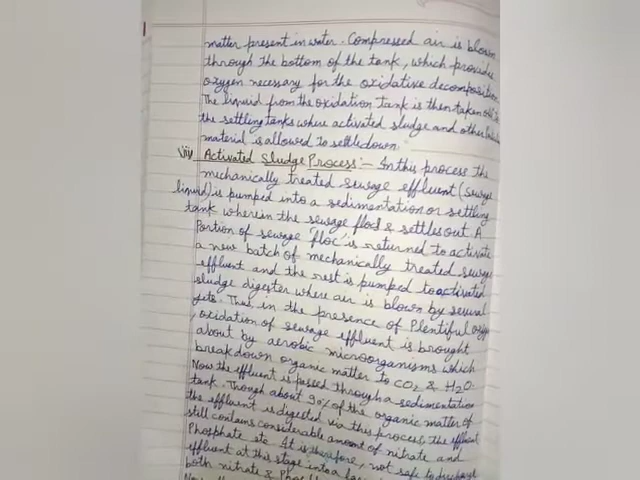 matter present in water. Compressed air is blown
through the bottom of the tank, which provide
oxygen necessary for the oxidative decomposition
The liquid from the oxidation tank is then taken
the settling tanks where activated sludge and other
material is allowed to settle down.
Activated Sludge Process:- In this process the
mechanically treated sewage effluent (sewage
liquid) is pumped into a sedimentation or settling
tank wherein the sewage flocs & settles out. A
Portion of sewage 'floc' is returned to activate
a new batch of mechanically treated sewage
effluent and the rest is pumped to activated
sludge digester where air is blown by several
jets. Thus in the presence of Plentiful oxygen
, oxidation of sewage effluent is brought
about by aerobic microorganisms which
breakdown organic matter to CO2 & H2O.
Now the effluent is passed through a sedimentation
tank. Though about 90% of the organic matter of
the effluent is digested via this process, the effluent
still contains considerable amount of nitrate and
Phosphate etc. It is therefore, not safe to discharge
effluent at this stage into a
both nitrate &